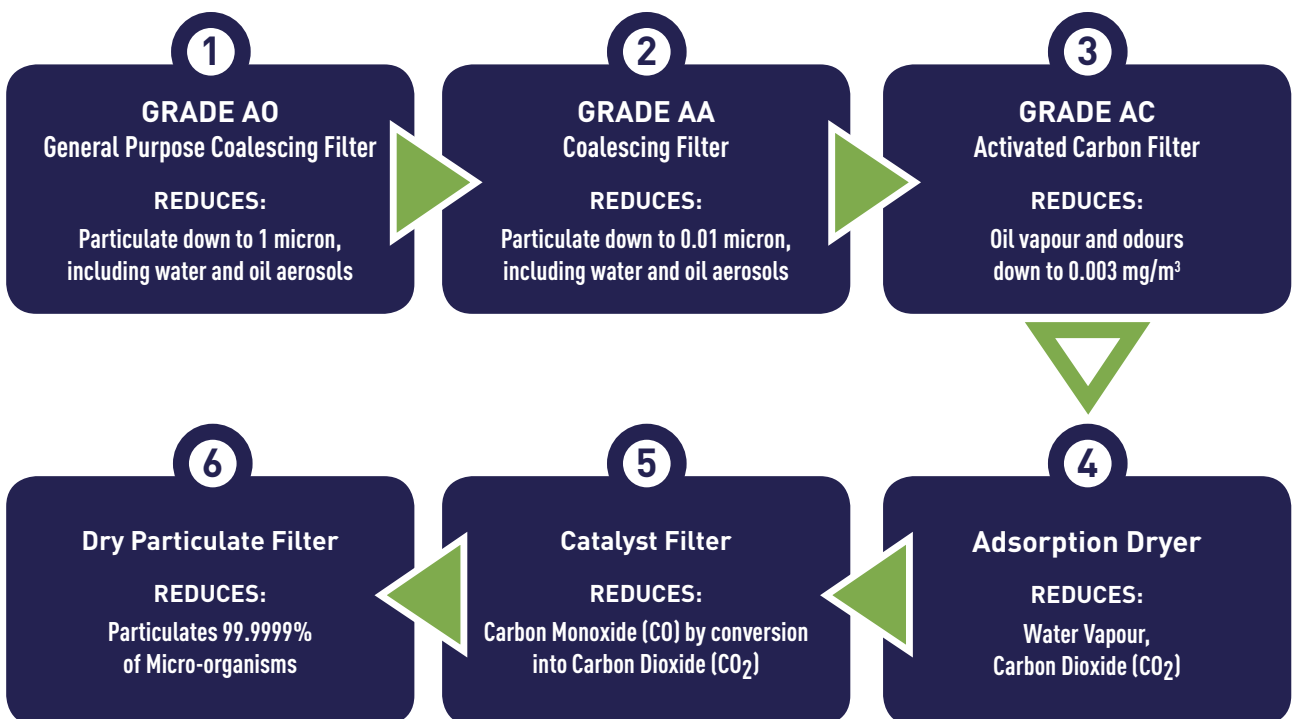 1
GRADE AO
General Purpose Coalescing Filter
REDUCES:
Particulate down to 1 micron,
including water and oil aerosols
2
GRADE AA
Coalescing Filter
REDUCES:
Particulate down to 0.01 micron,
including water and oil aerosols
3
GRADE AC
Activated Carbon Filter
REDUCES:
Oil vapour and odours
down to 0.003 mg/m³
4
Adsorption Dryer
REDUCES:
Water Vapour,
Carbon Dioxide (CO₂)
5
Catalyst Filter
REDUCES:
Carbon Monoxide (CO) by conversion
into Carbon Dioxide (CO₂)
6
Dry Particulate Filter
REDUCES:
Particulates 99.9999%
of Micro-organisms